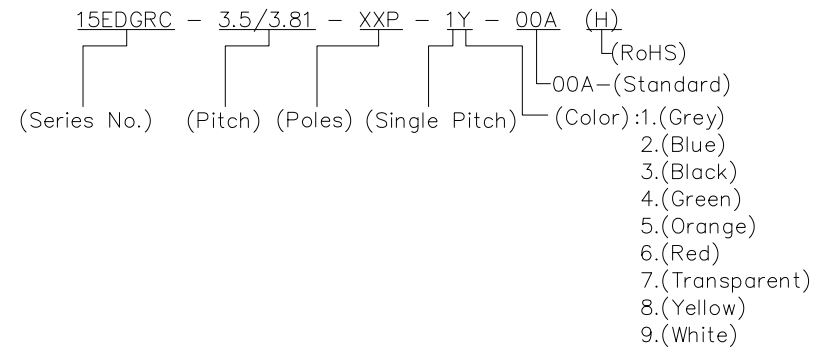 15EDGRC - 3.5/3.81 - XXP - 1Y - 00A (H)
(RoHS)
00A-(Standard)
(Series No.) (Pitch) (Poles) (Single Pitch) (Color):1.(Grey)
2.(Blue)
3.(Black)
4.(Green)
5.(Orange)
6.(Red)
7.(Transparent)
8.(Yellow)
9.(White)